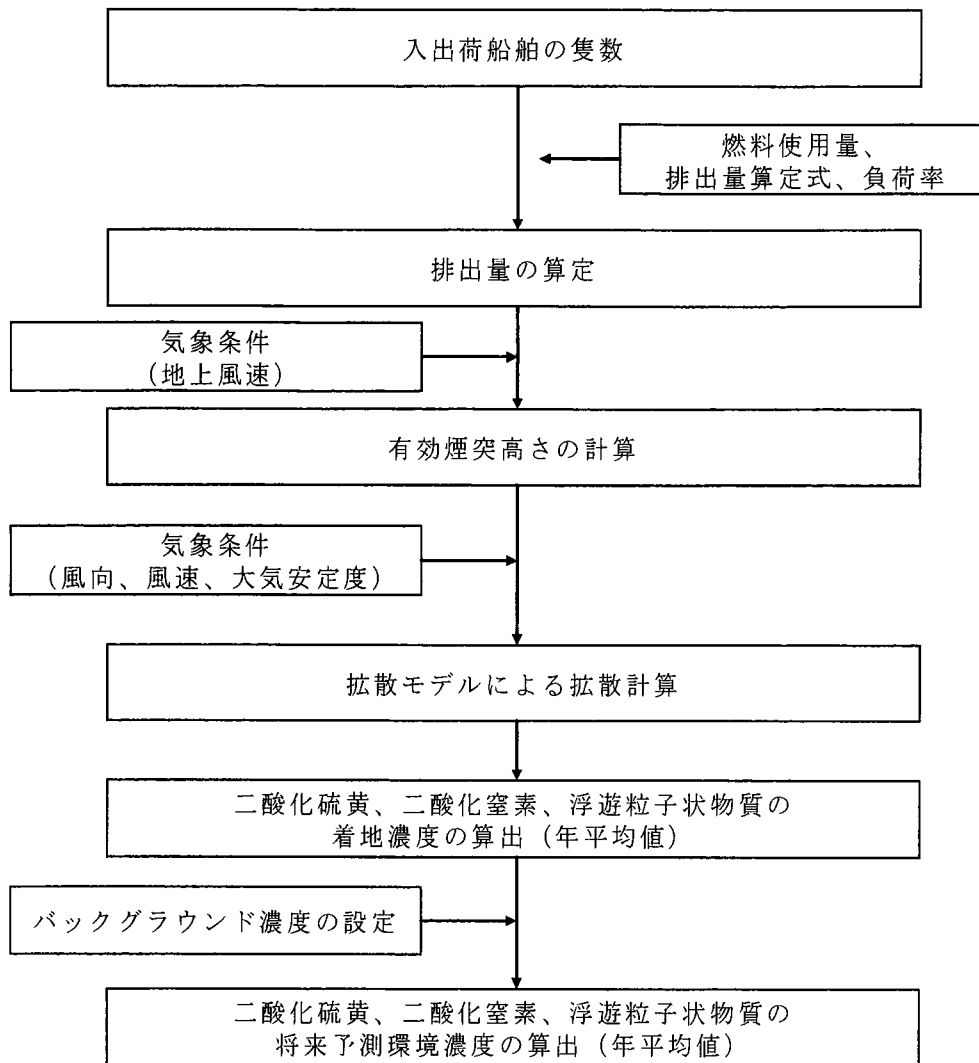 入出荷船舶の隻数
燃料使用量、
排出量算定式、負荷率
排出量の算定
気象条件
（地上風速）
有効煙突高さの計算
気象条件
（風向、風速、大気安定度）
拡散モデルによる拡散計算
二酸化硫黄、二酸化窒素、浮遊粒子状物質の
着地濃度の算出（年平均値）
バックグラウンド濃度の設定
二酸化硫黄、二酸化窒素、浮遊粒子状物質の
将来予測環境濃度の算出（年平均値）